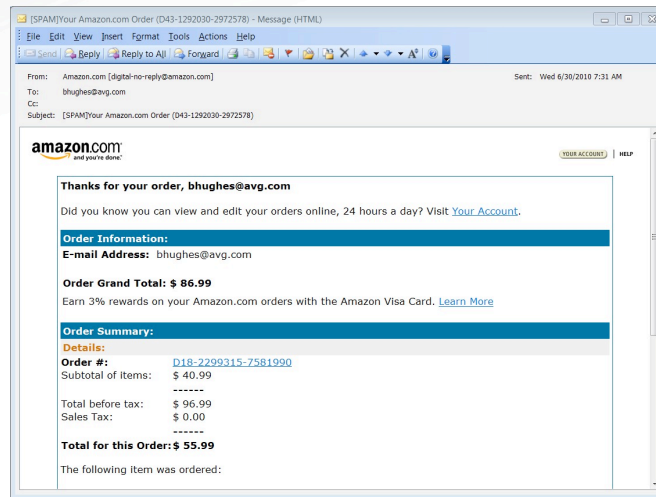 [SPAM]Your Amazon.com Order (D43-1292030-2972578) - Message (HTML)
File Edit View Insert Format Tools Actions Help
Send Reply Reply to All Forward
From: Amazon.com [digital-no-reply@amazon.com] Sent: Wed 6/30/2010 7:31 AM
To: bhughes@avg.com
Cc:
Subject: [SPAM]Your Amazon.com Order (D43-1292030-2972578)
amazon.com
and you're done.
YOUR ACCOUNT | HELP
Thanks for your order, bhughes@avg.com
Did you know you can view and edit your orders online, 24 hours a day? Visit Your Account.
Order Information:
E-mail Address: bhughes@avg.com
Order Grand Total: $ 86.99
Earn 3% rewards on your Amazon.com orders with the Amazon Visa Card. Learn More
Order Summary:
Details:
Order #: D18-2299315-7581990
Subtotal of items: $ 40.99
------
Total before tax: $ 96.99
Sales Tax: $ 0.00
------
Total for this Order: $ 55.99
The following item was ordered: